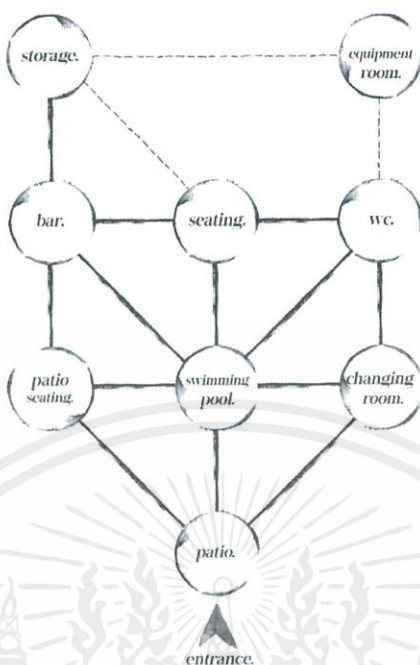 storage.
equipment
room.
bar.
seating.
wc.
patio
seating.
swimming
pool.
changing
room.
patio.
entrance.